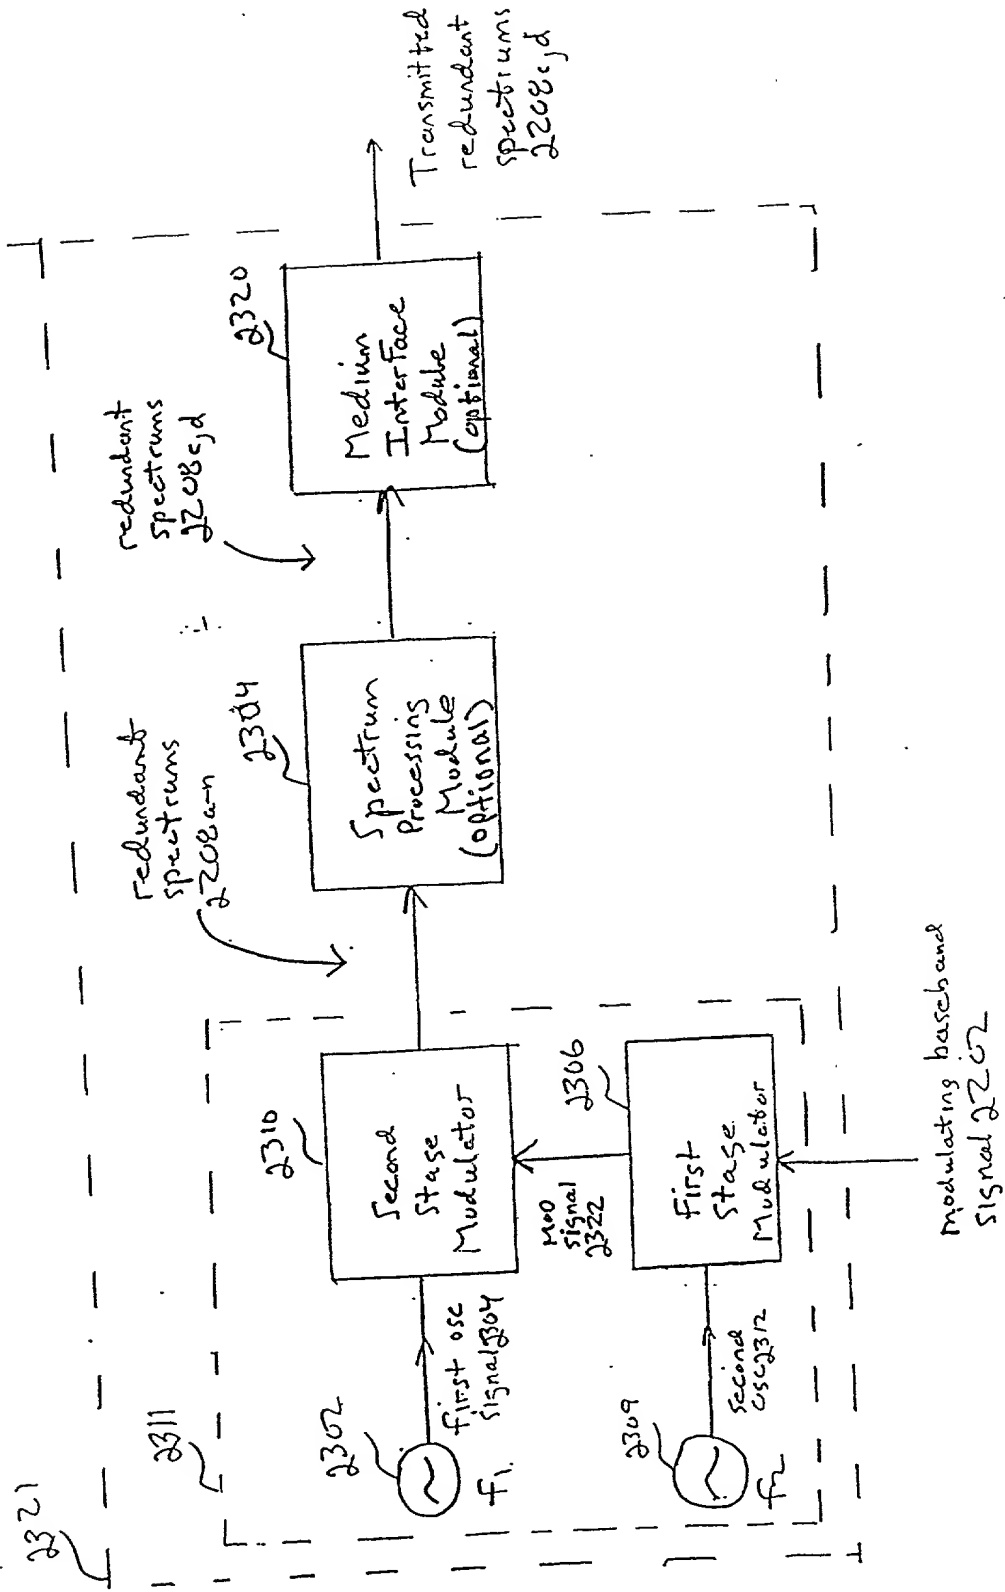 2321
2311
2302
f1.
First osc
signal 2304
2309
f2
second
osc 2312
2310
Second
Stage
Modulator
MOD
signal
2322
2306
First
Stage
Modulator
modulating baseband
signal 2202
redundant
spectrums
2208a-n
2304
Spectrum
Processing
Module
(optional)
redundant
spectrums
2208c,d
2320
Medium
Interface
Module
(optional)
Transmitted
redundant
spectrums
2208c,d